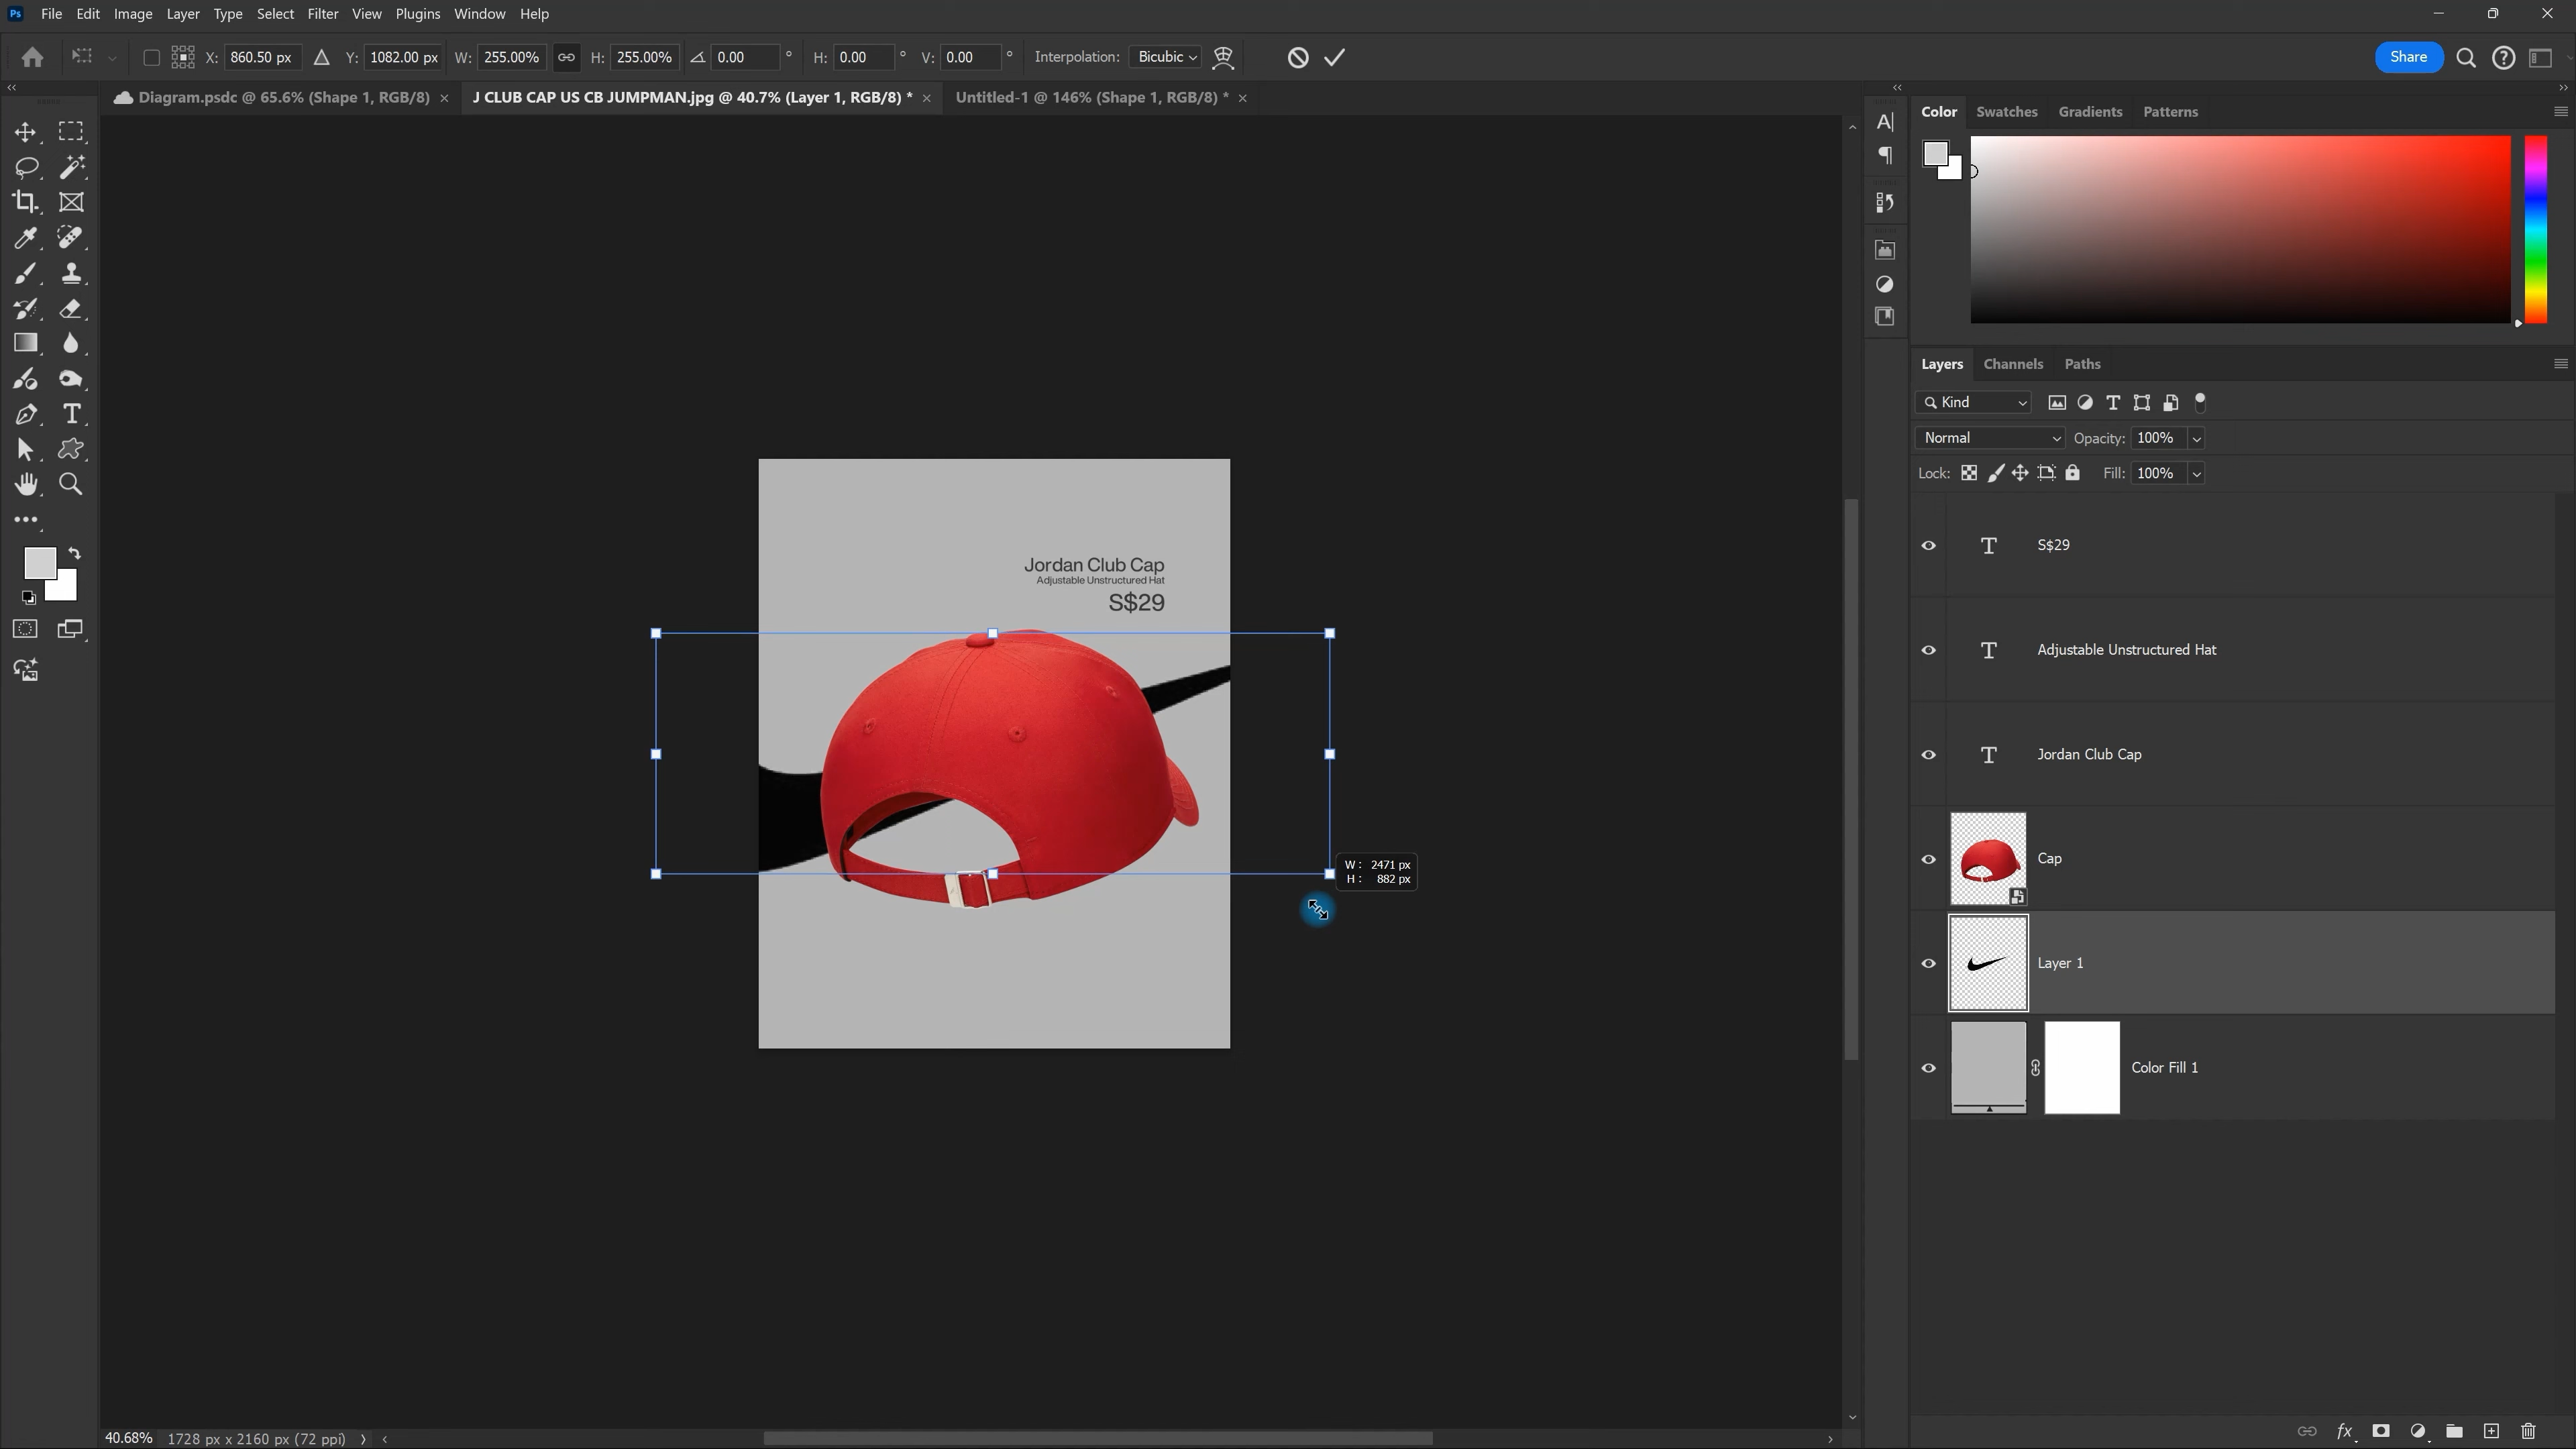 Ps File Edit Image Layer Type Select Filter View Plugins Window Help
X: 860.50 px Y: 1082.00 px W: 255.00% H: 255.00% 0.00 ° H: 0.00 ° V: 0.00 ° Interpolation: Bicubic Share
Diagram.psdc @ 65.6% (Shape 1, RGB/8) × J CLUB CAP US CB JUMPMAN.jpg @ 40.7% (Layer 1, RGB/8) * × Untitled-1 @ 146% (Shape 1, RGB/8) * ×
Color Swatches Gradients Patterns
Layers Channels Paths
Kind
Normal Opacity: 100%
Lock: Fill: 100%
S$29
Adjustable Unstructured Hat
Jordan Club Cap
Cap
Layer 1
Color Fill 1
Jordan Club Cap
Adjustable Unstructured Hat
S$29
W: 2471 px
H: 882 px
40.68% 1728 px x 2160 px (72 ppi)
fx